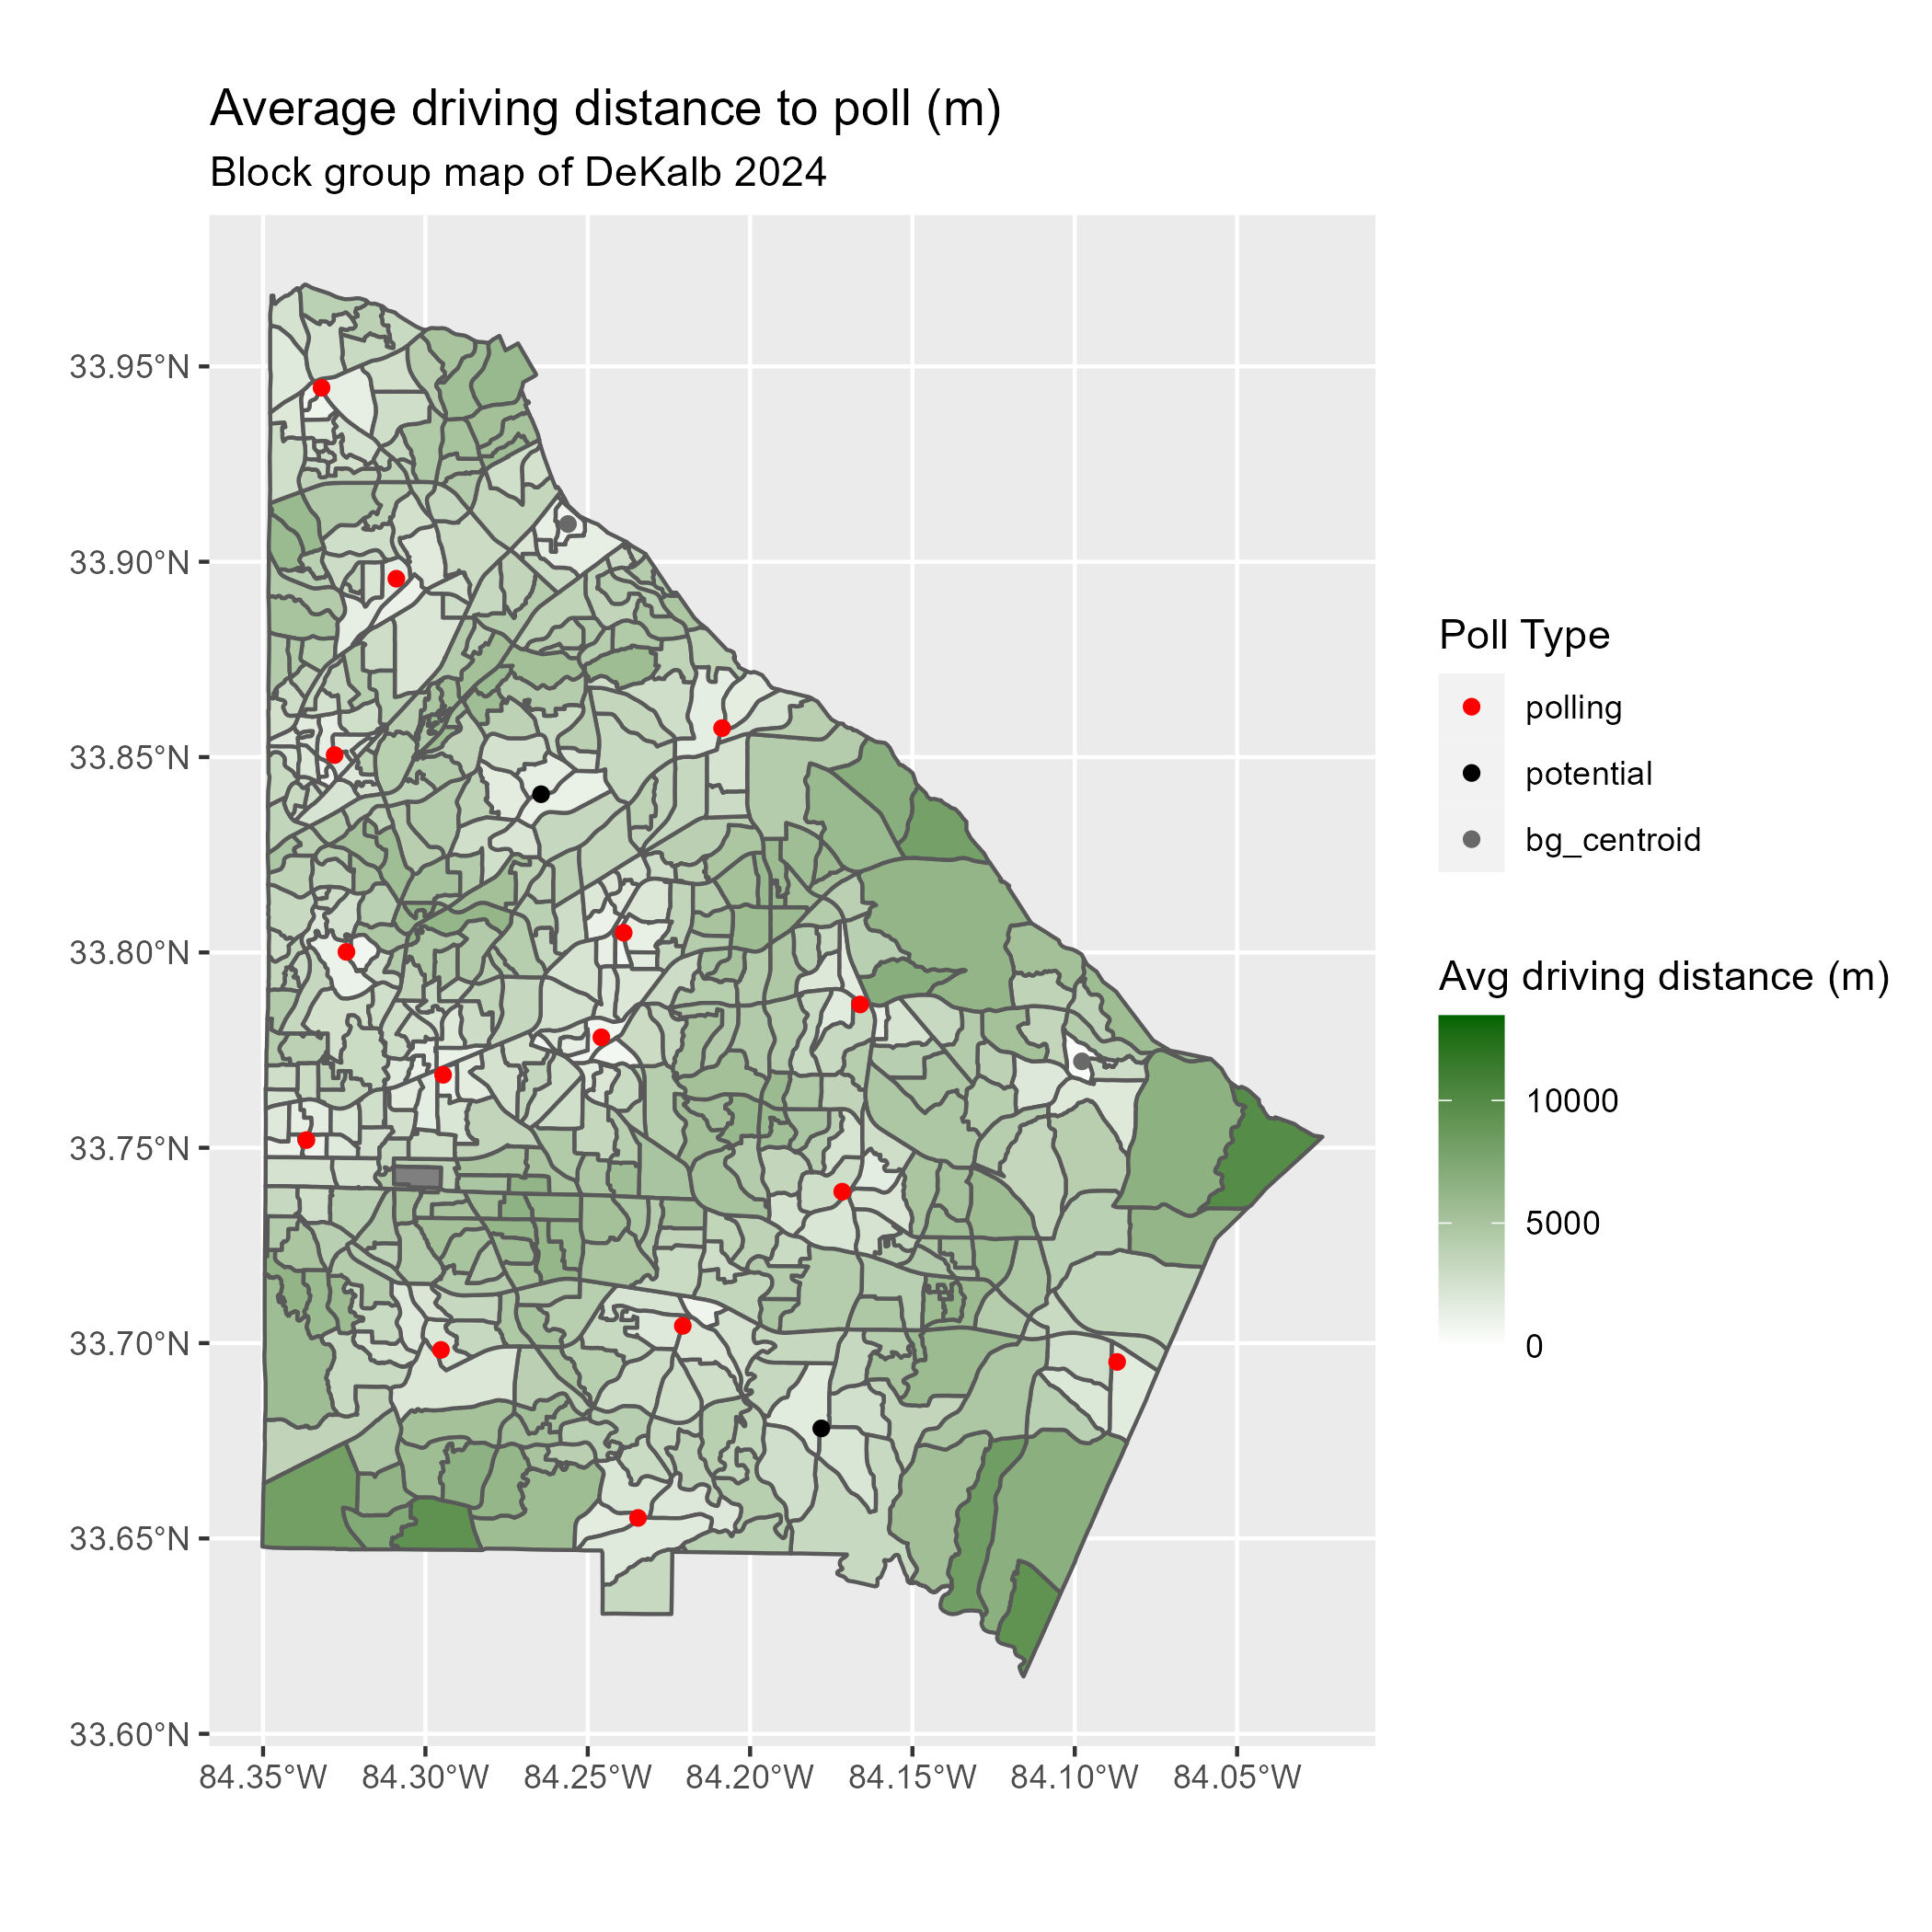 Average driving distance to poll (m)
Block group map of DeKalb 2024
33.95°N
33.90°N
33.85°N
33.80°N
33.75°N
33.70°N
33.65°N
33.60°N
84.35°W 84.30°W 84.25°W 84.20°W 84.15°W 84.10°W 84.05°W
Poll Type
polling
potential
bg_centroid
Avg driving distance (m)
10000
5000
0